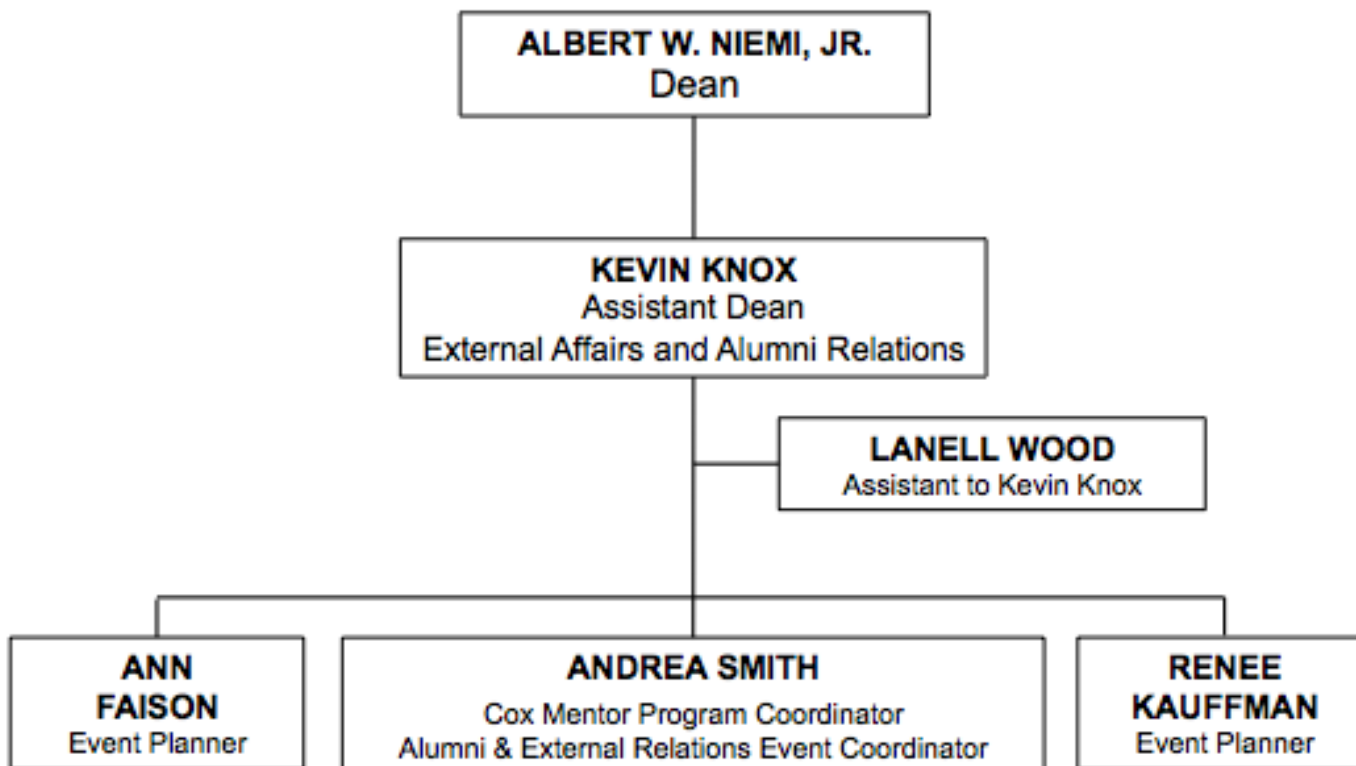 ALBERT W. NIEMI, JR.
Dean
KEVIN KNOX
Assistant Dean
External Affairs and Alumni Relations
LANELL WOOD
Assistant to Kevin Knox
ANN
FAISON
Event Planner
ANDREA SMITH
Cox Mentor Program Coordinator
Alumni & External Relations Event Coordinator
RENEE
KAUFFMAN
Event Planner